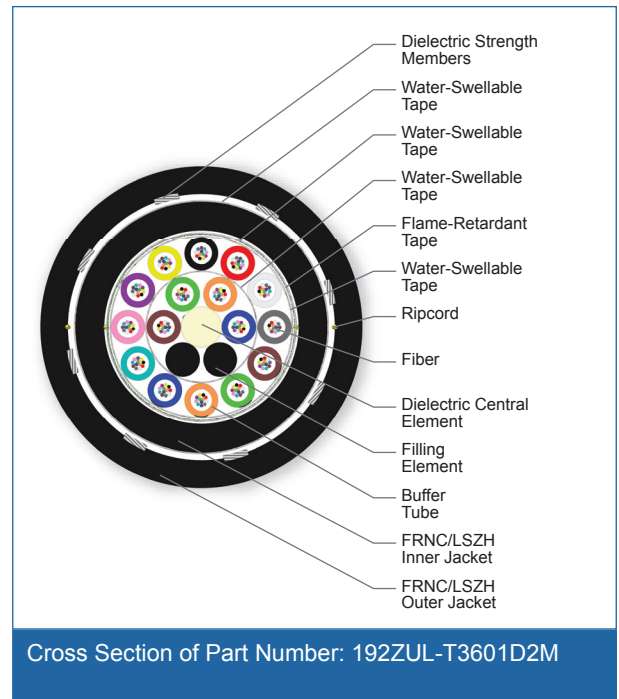 Dielectric Strength
Members
Water-Swellable
Tape
Water-Swellable
Tape
Water-Swellable
Tape
Flame-Retardant
Tape
Water-Swellable
Tape
Ripcord
Fiber
Dielectric Central
Element
Filling
Element
Buffer
Tube
FRNC/LSZH
Inner Jacket
FRNC/LSZH
Outer Jacket
Cross Section of Part Number: 192ZUL-T3601D2M